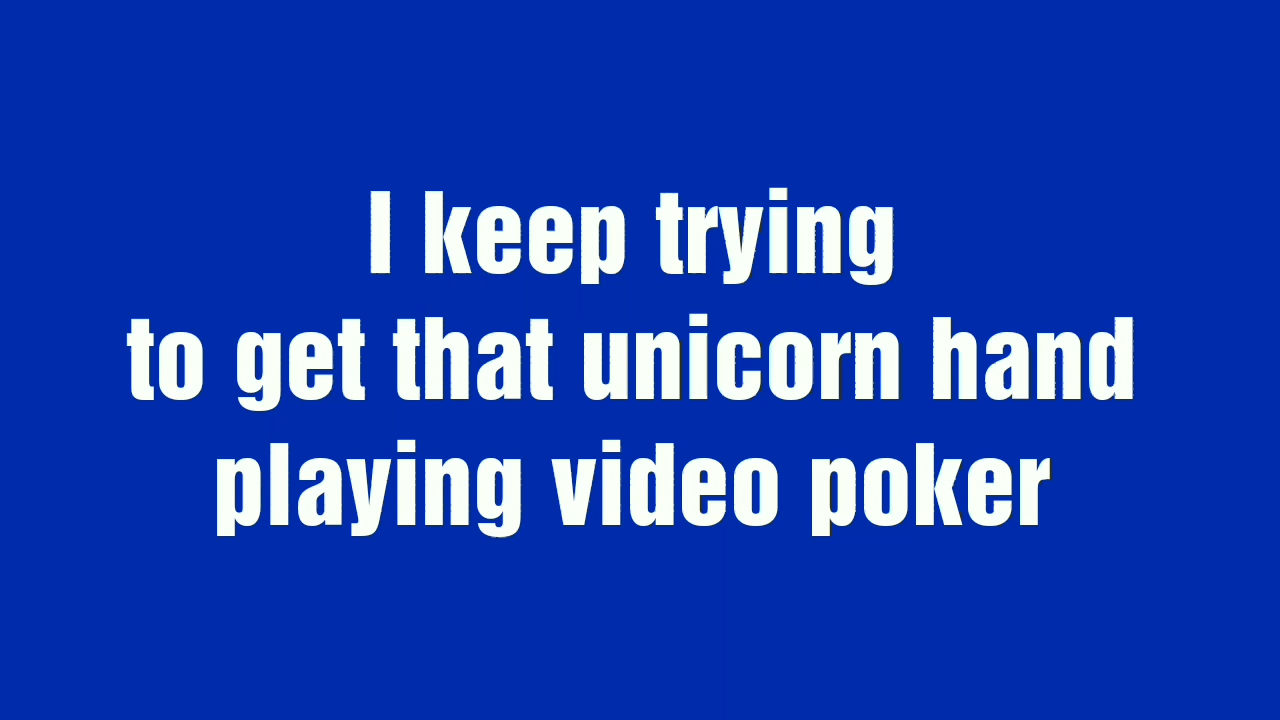 I keep trying
to get that unicorn hand
playing video poker